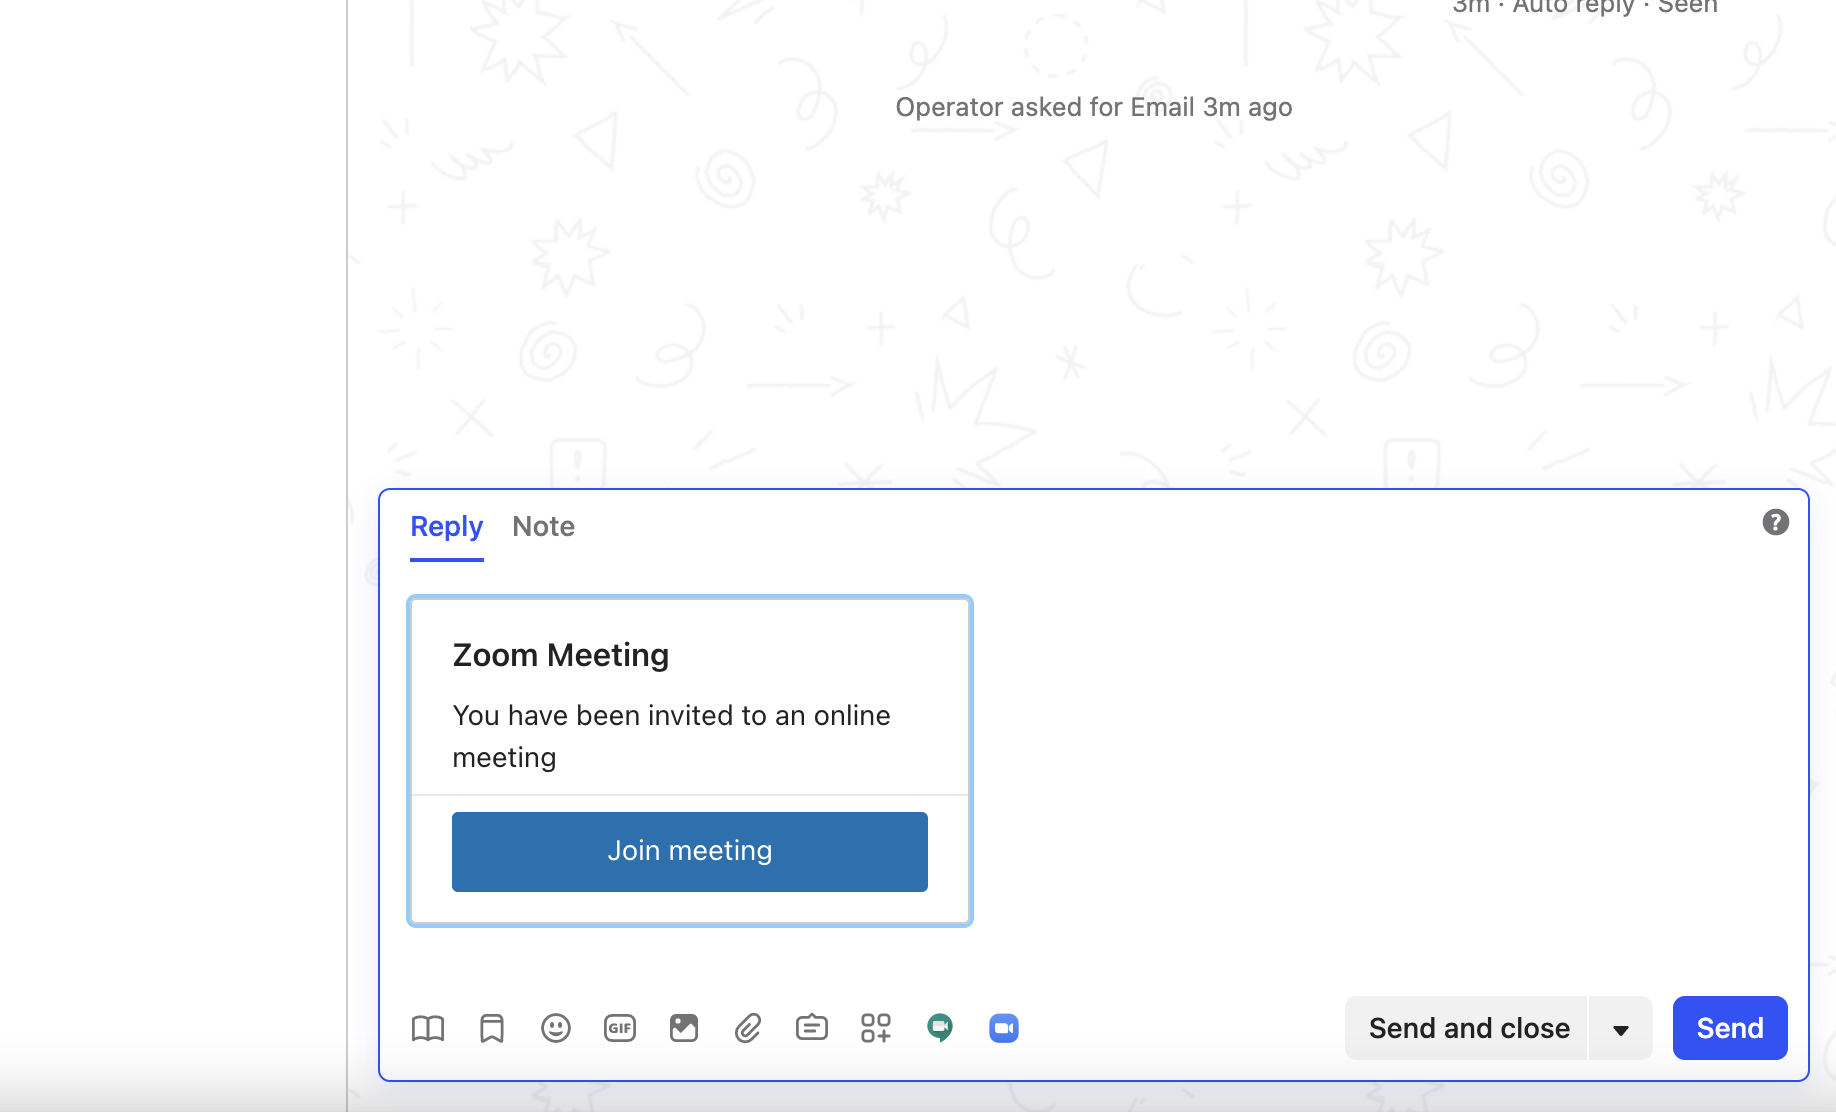 3m · Auto reply · Seen
Operator asked for Email 3m ago
Reply Note
?
Zoom Meeting
You have been invited to an online
meeting
Join meeting
GIF
Send and close
Send